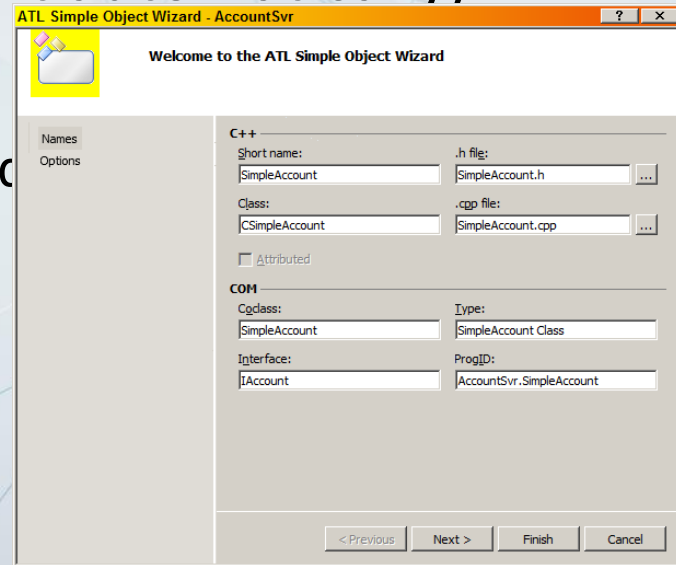 ATL Simple Object Wizard - AccountSvr ? X
Welcome to the ATL Simple Object Wizard
Names
Options
C++
Short name: .h file:
SimpleAccount SimpleAccount.h ...
Class: .cpp file:
CSimpleAccount SimpleAccount.cpp ...
Attributed
COM
Coclass: Type:
SimpleAccount SimpleAccount Class
Interface: ProgID:
IAccount AccountSvr.SimpleAccount
< Previous Next > Finish Cancel